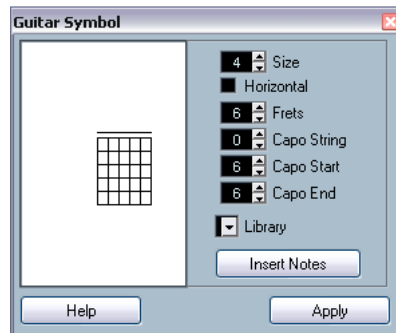 Guitar Symbol
4 Size
Horizontal
6 Frets
0 Capo String
6 Capo Start
6 Capo End
Library
Insert Notes
Help
Apply